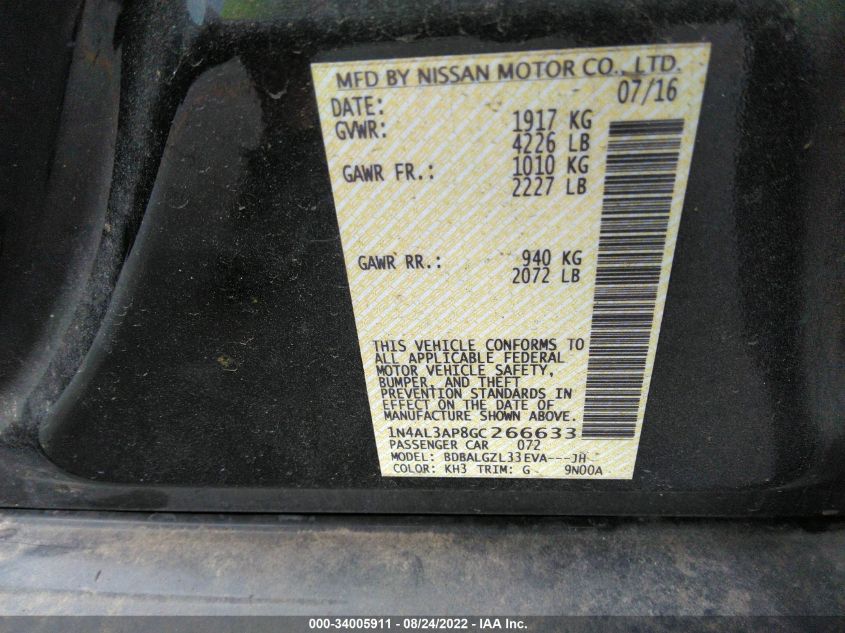 MFD BY NISSAN MOTOR CO., LTD.
DATE: 07/16
GVWR: 1917 KG
4226 LB
GAWR FR.: 1010 KG
2227 LB
GAWR RR.: 940 KG
2072 LB
THIS VEHICLE CONFORMS TO
ALL APPLICABLE FEDERAL
MOTOR VEHICLE SAFETY,
BUMPER, AND THEFT
PREVENTION STANDARDS IN
EFFECT ON THE DATE OF
MANUFACTURE SHOWN ABOVE.
1N4AL3AP8GC266633
PASSENGER CAR 072
MODEL: BDBALGZL33EVA---JH
COLOR: KH3 TRIM: G 9N00A
000-34005911 - 08/24/2022 - IAA Inc.